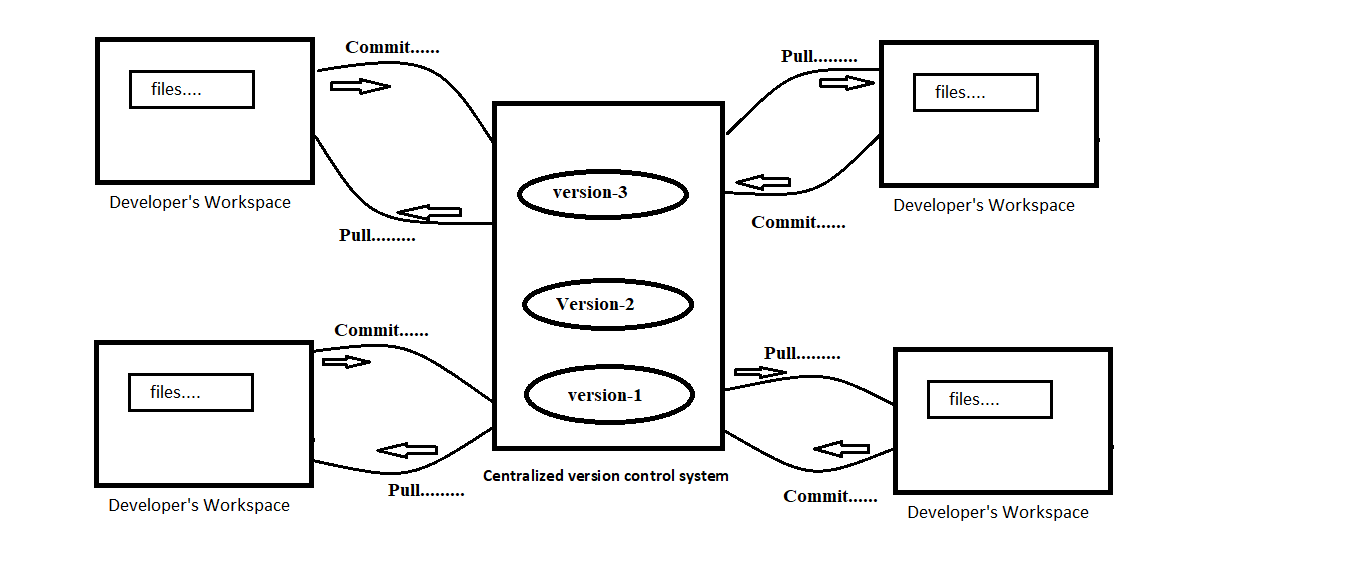 Commit......
Pull.........
files....
files....
version-3
Developer's Workspace
Developer's Workspace
Pull.........
Commit......
Version-2
Commit......
Pull.........
files....
files....
version-1
Centralized version control system
Pull.........
Commit......
Developer's Workspace
Developer's Workspace